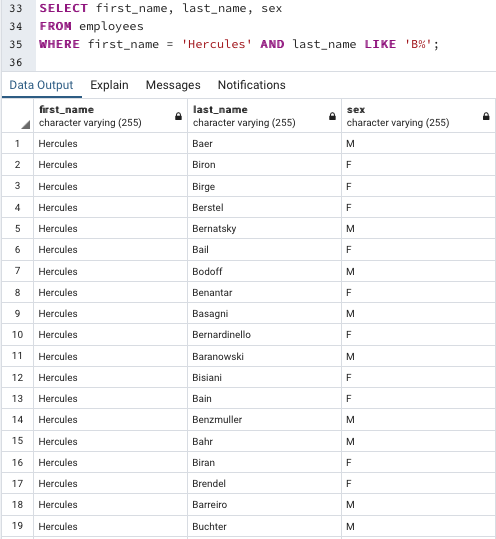 33 SELECT first_name, last_name, sex
34 FROM employees
35 WHERE first_name = 'Hercules' AND last_name LIKE 'B%';
36
Data Output Explain Messages Notifications
first_name last_name sex
character varying (255) character varying (255) character varying (255)
1 Hercules Baer M
2 Hercules Biron F
3 Hercules Birge F
4 Hercules Berstel F
5 Hercules Bernatsky M
6 Hercules Bail F
7 Hercules Bodoff M
8 Hercules Benantar F
9 Hercules Basagni M
10 Hercules Bernardinello F
11 Hercules Baranowski M
12 Hercules Bisiani F
13 Hercules Bain F
14 Hercules Benzmuller M
15 Hercules Bahr M
16 Hercules Biran F
17 Hercules Brendel F
18 Hercules Barreiro M
19 Hercules Buchter M